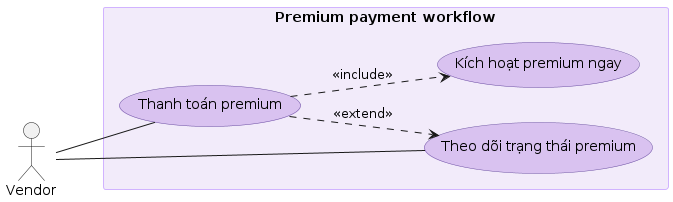 Premium payment workflow
Kích hoạt premium ngay
«include»
Thanh toán premium
«extend»
Theo dõi trạng thái premium
Vendor